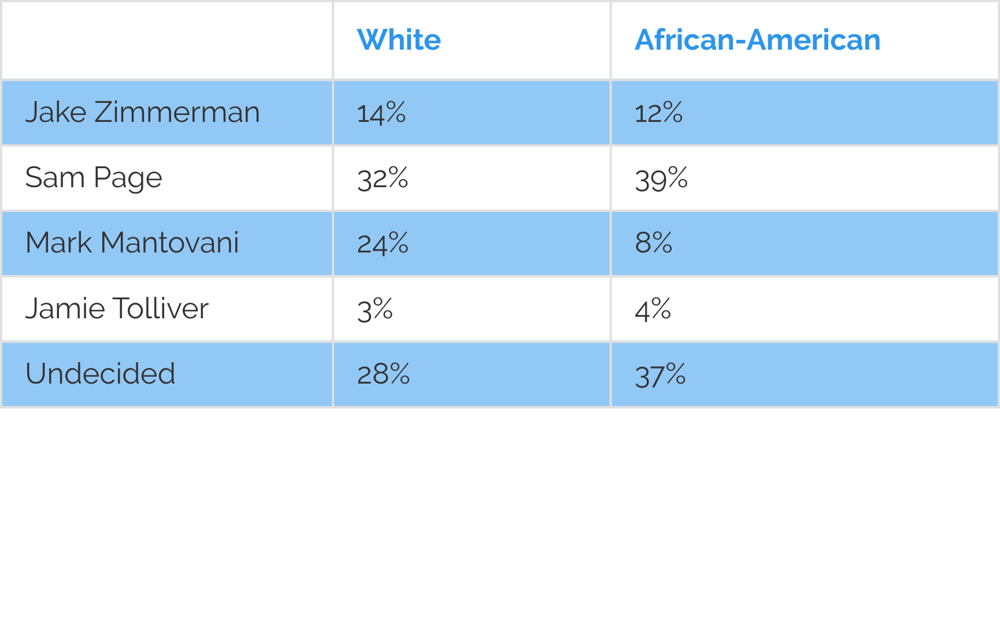 White African-American
Jake Zimmerman 14% 12%
Sam Page 32% 39%
Mark Mantovani 24% 8%
Jamie Tolliver 3% 4%
Undecided 28% 37%